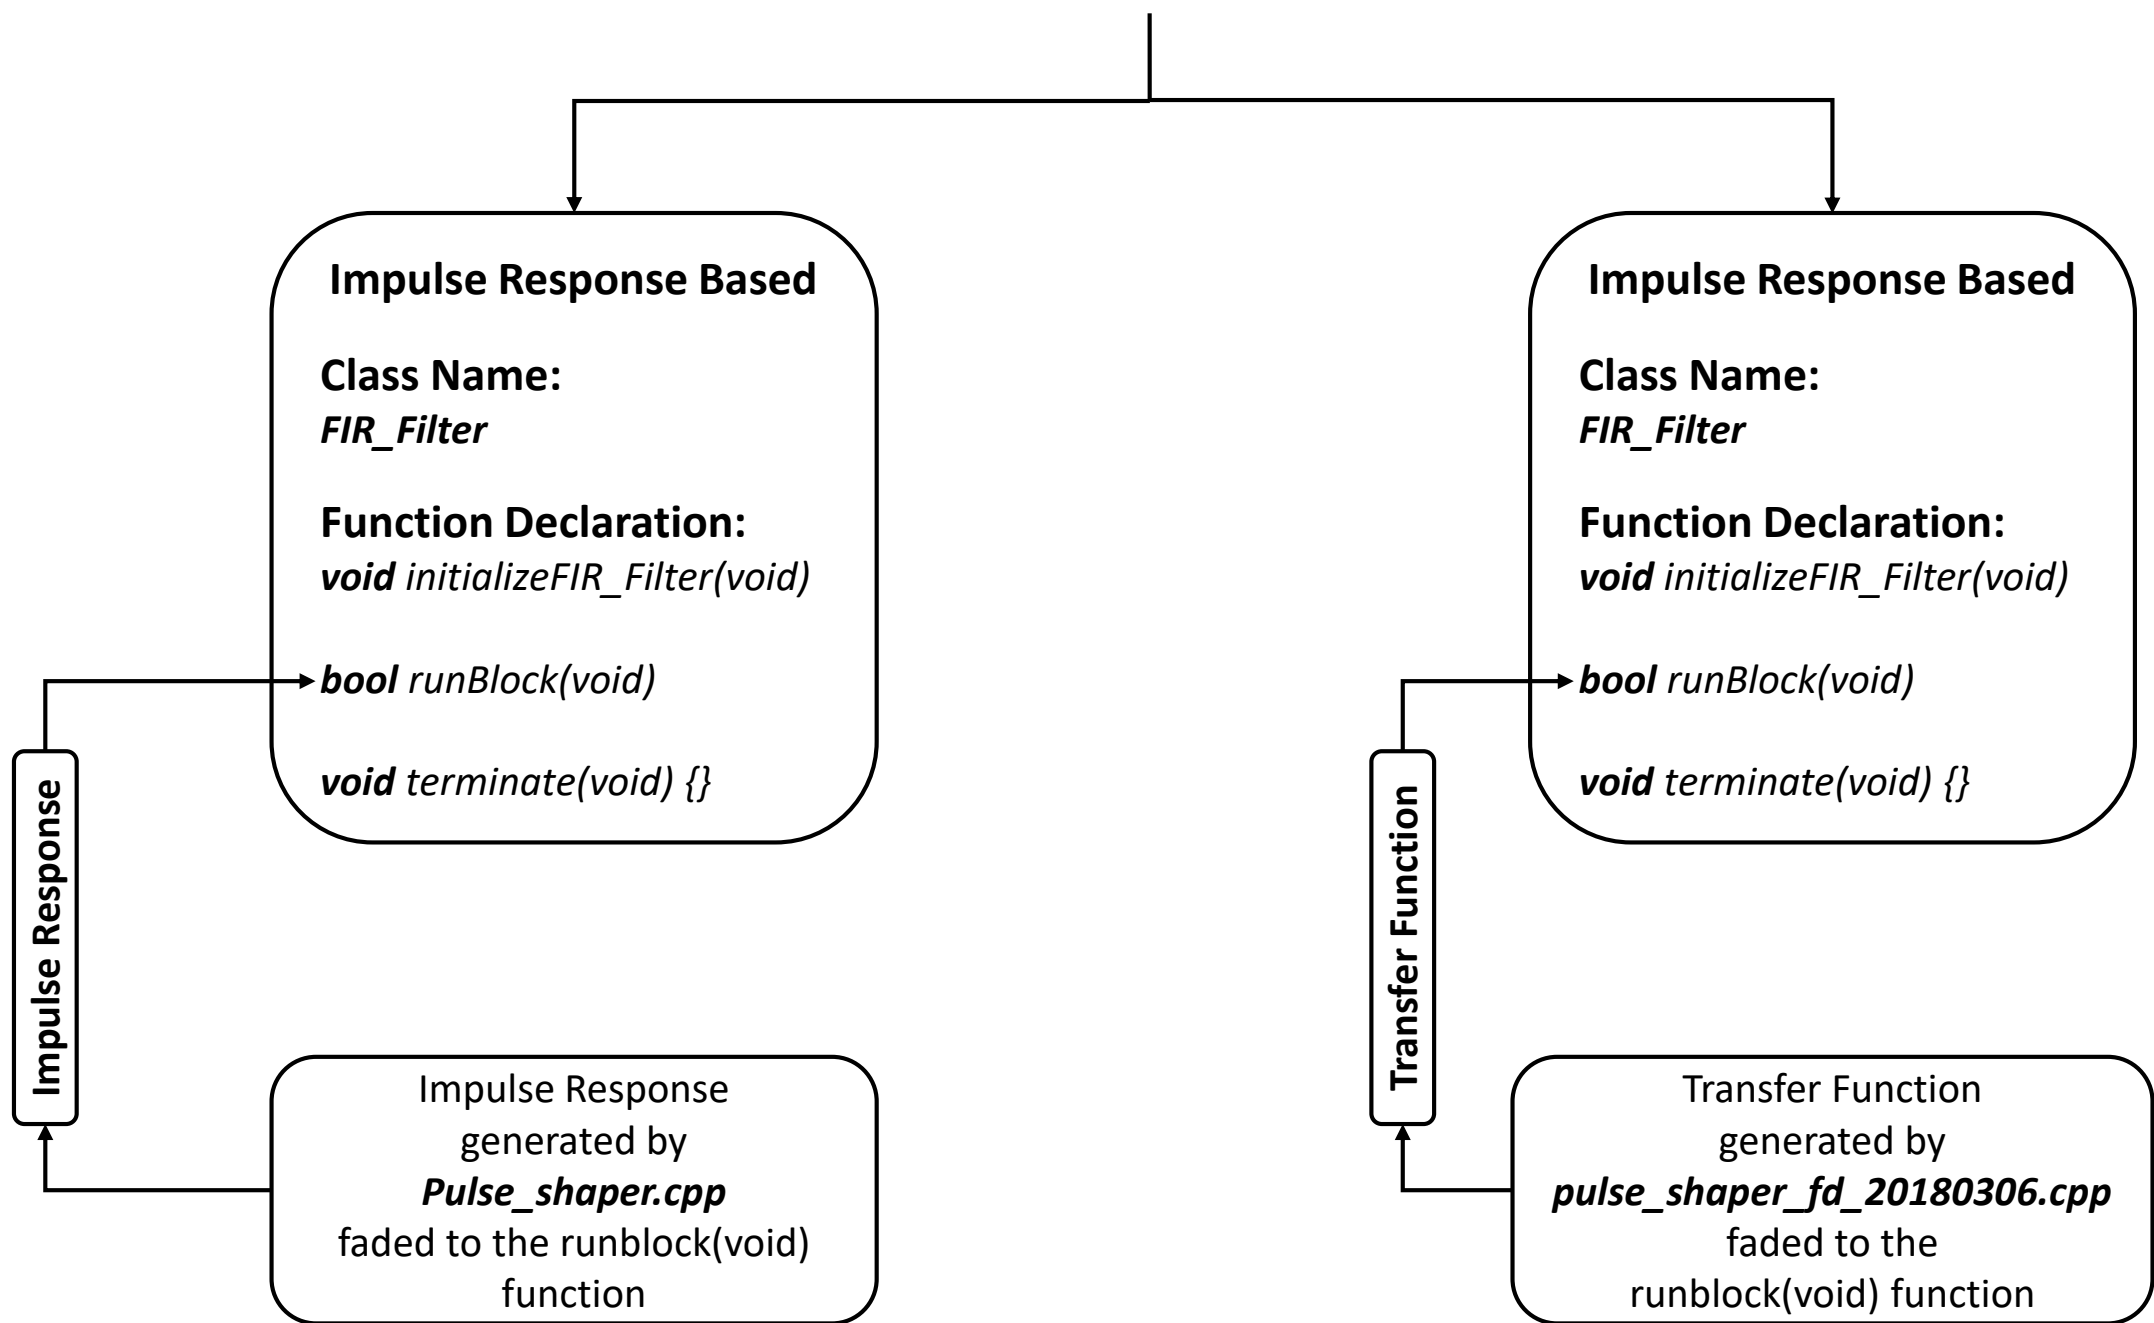 Impulse Response Based
Class Name:
FIR_Filter
Function Declaration:
void initializeFIR_Filter(void)
bool runBlock(void)
void terminate(void) {}
Impulse Response
Impulse Response
generated by
Pulse_shaper.cpp
faded to the runblock(void)
function
Impulse Response Based
Class Name:
FIR_Filter
Function Declaration:
void initializeFIR_Filter(void)
bool runBlock(void)
void terminate(void) {}
Transfer Function
Transfer Function
generated by
pulse_shaper_fd_20180306.cpp
faded to the
runblock(void) function